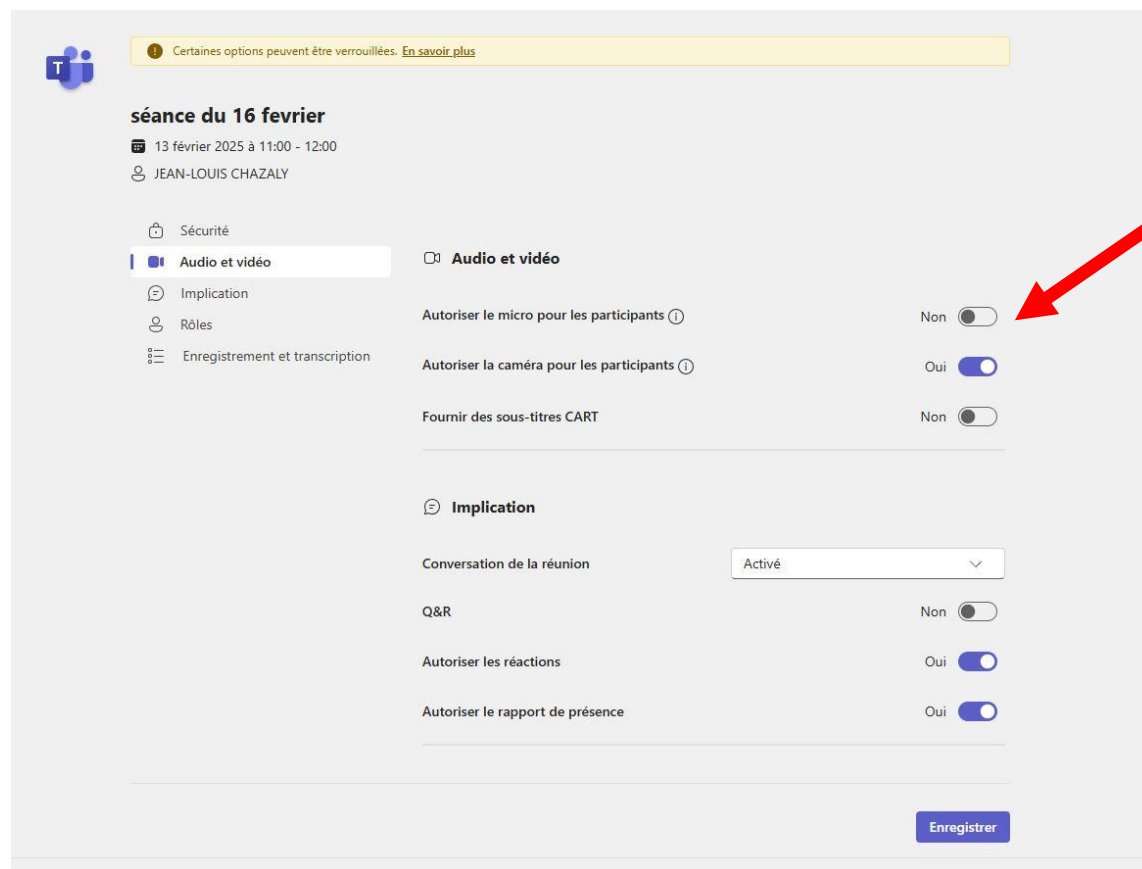 Certaines options peuvent être verrouillées. En savoir plus
T
séance du 16 fevrier
13 février 2025 à 11:00 - 12:00
JEAN-LOUIS CHAZALY
Sécurité
Audio et vidéo
Implication
Rôles
Enregistrement et transcription
Audio et vidéo
Autoriser le micro pour les participants Non
Autoriser la caméra pour les participants Oui
Fournir des sous-titres CART Non
Implication
Conversation de la réunion Activé
Q&R Non
Autoriser les réactions Oui
Autoriser le rapport de présence Oui
Enregistrer